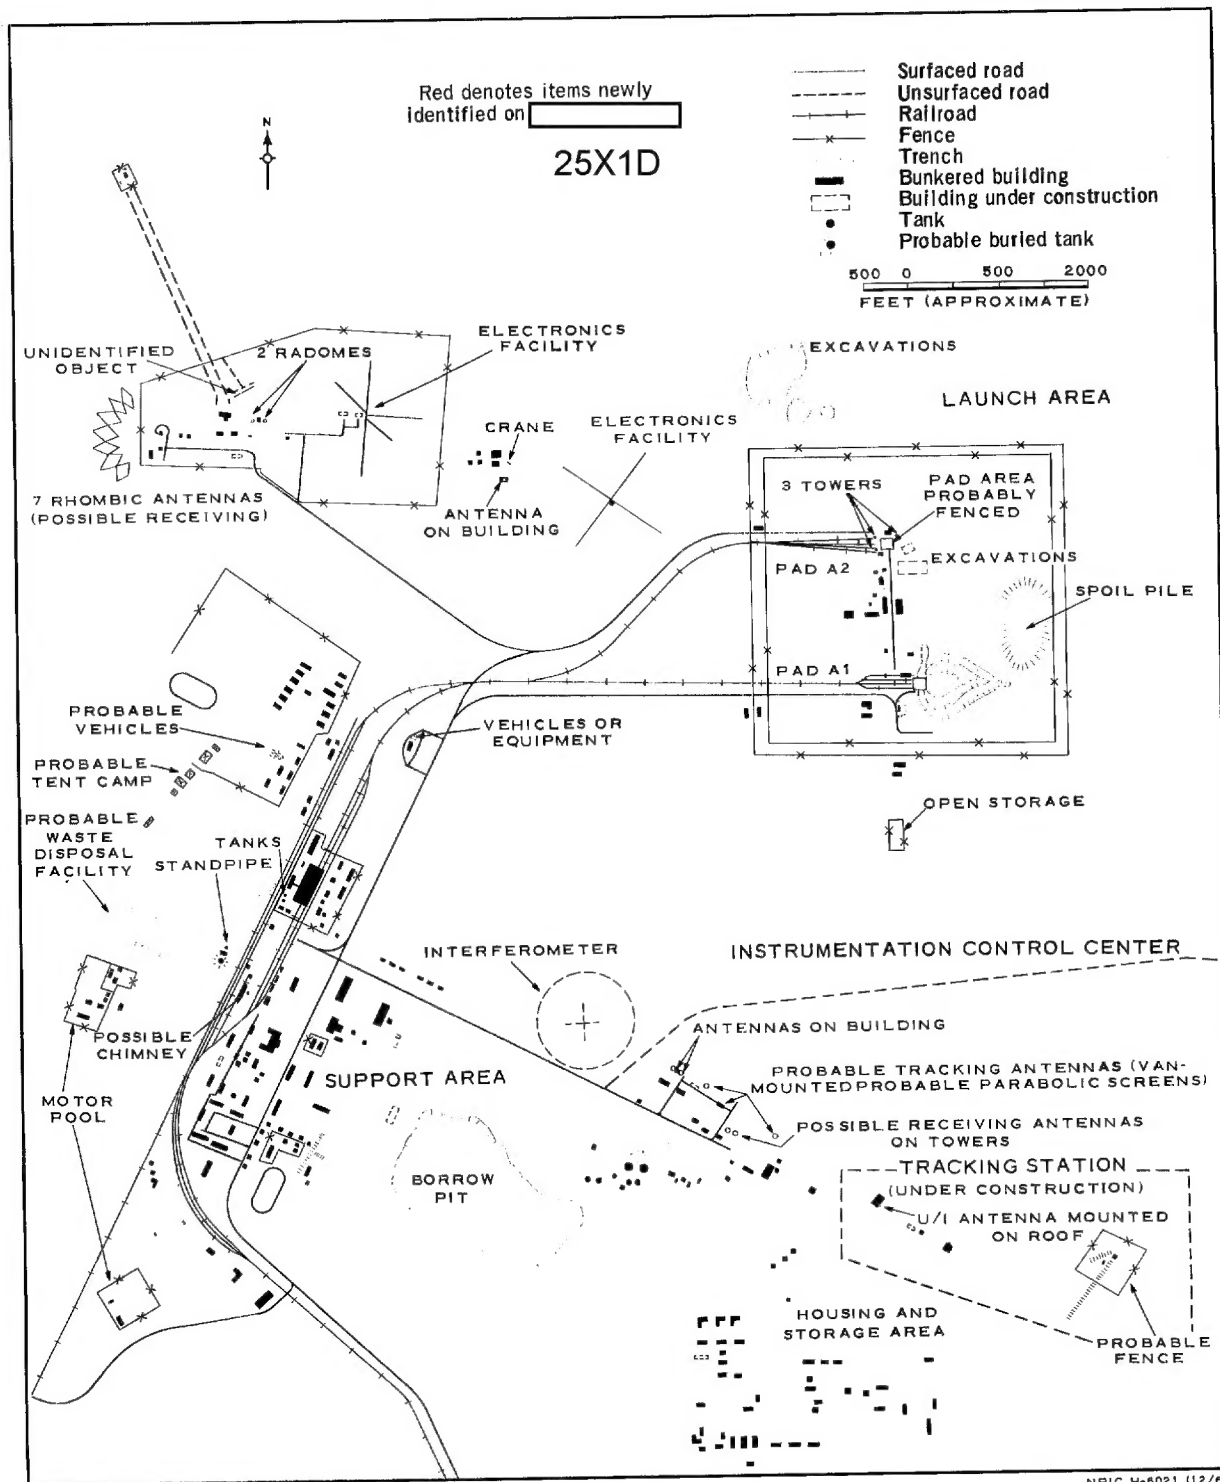 Red denotes items newly
identified on
25X1D
N
Surfaced road
Unsurfaced road
Railroad
Fence
Trench
Bunkered building
Building under construction
Tank
Probable buried tank
500 0 500 2000
FEET (APPROXIMATE)
UNIDENTIFIED
OBJECT
2 RADOMES
ELECTRONICS
FACILITY
EXCAVATIONS
LAUNCH AREA
CRANE
ELECTRONICS
FACILITY
7 RHOMBIC ANTENNAS
(POSSIBLE RECEIVING)
ANTENNA
ON BUILDING
3 TOWERS
PAD AREA
PROBABLY
FENCED
PAD A2
EXCAVATIONS
SPOIL PILE
PAD A1
PROBABLE
VEHICLES
VEHICLES OR
EQUIPMENT
PROBABLE
TENT CAMP
OPEN STORAGE
PROBABLE
WASTE
DISPOSAL
FACILITY
TANKS
STANDPIPE
INTERFEROMETER
INSTRUMENTATION CONTROL CENTER
POSSIBLE
CHIMNEY
ANTENNAS ON BUILDING
SUPPORT AREA
PROBABLE TRACKING ANTENNAS (VAN-
MOUNTED PROBABLE PARABOLIC SCREENS)
MOTOR
POOL
POSSIBLE RECEIVING ANTENNAS
ON TOWERS
BORROW
PIT
TRACKING STATION
(UNDER CONSTRUCTION)
U/I ANTENNA MOUNTED
ON ROOF
HOUSING AND
STORAGE AREA
PROBABLE
FENCE
NPIC H-6021 (12/6